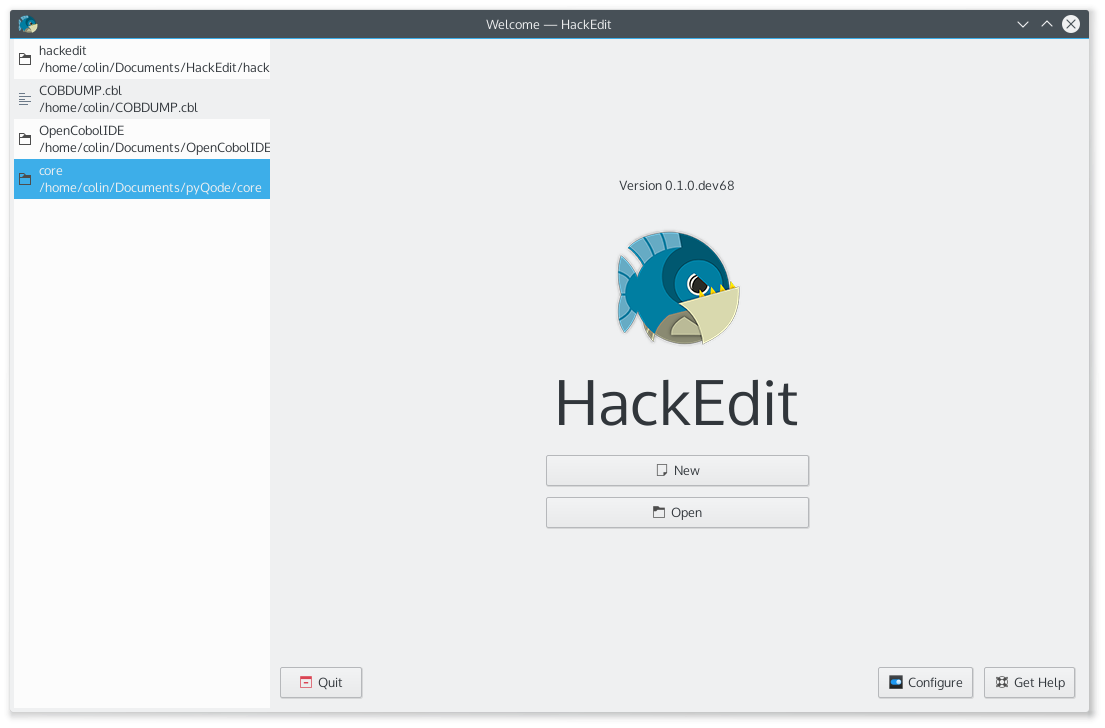 Welcome — HackEdit
hackedit
/home/colin/Documents/HackEdit/hack
COBDUMP.cbl
/home/colin/COBDUMP.cbl
OpenCobolIDE
/home/colin/Documents/OpenCobolIDE
core
/home/colin/Documents/pyQode/core
Version 0.1.0.dev68
HackEdit
New
Open
Quit
Configure
Get Help